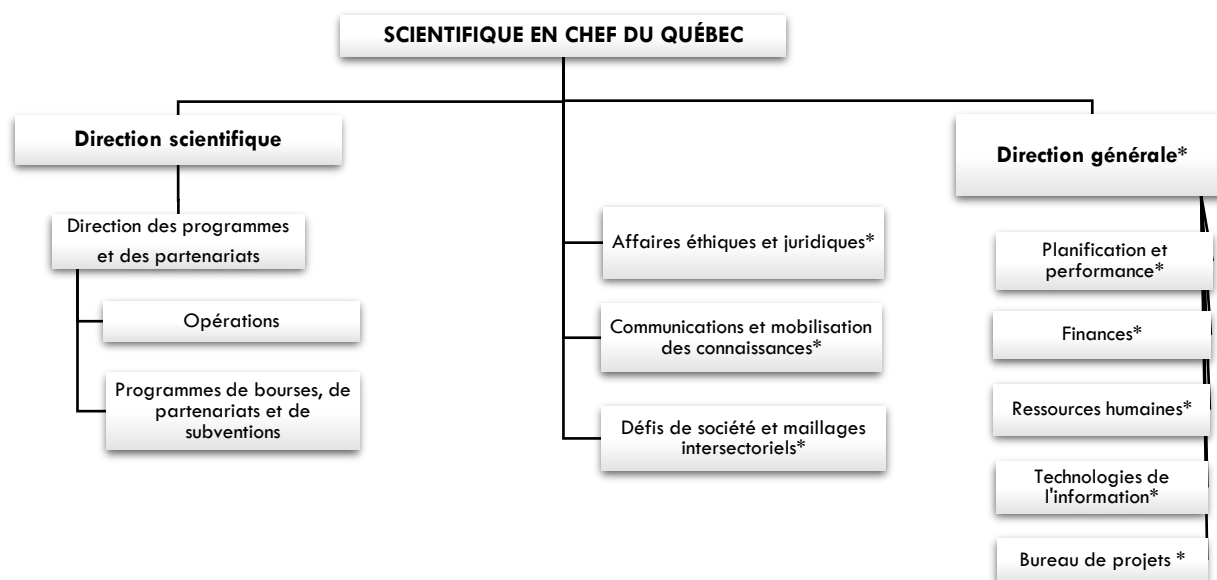 SCIENTIFIQUE EN CHEF DU QUÉBEC
Direction scientifique
Direction des programmes
et des partenariats
Opérations
Programmes de bourses, de
partenariats et de
subventions
Affaires éthiques et juridiques*
Communications et mobilisation
des connaissances*
Défis de société et maillages
intersectoriels*
Direction générale*
Planification et
performance*
Finances*
Ressources humaines*
Technologies de
l'information*
Bureau de projets *